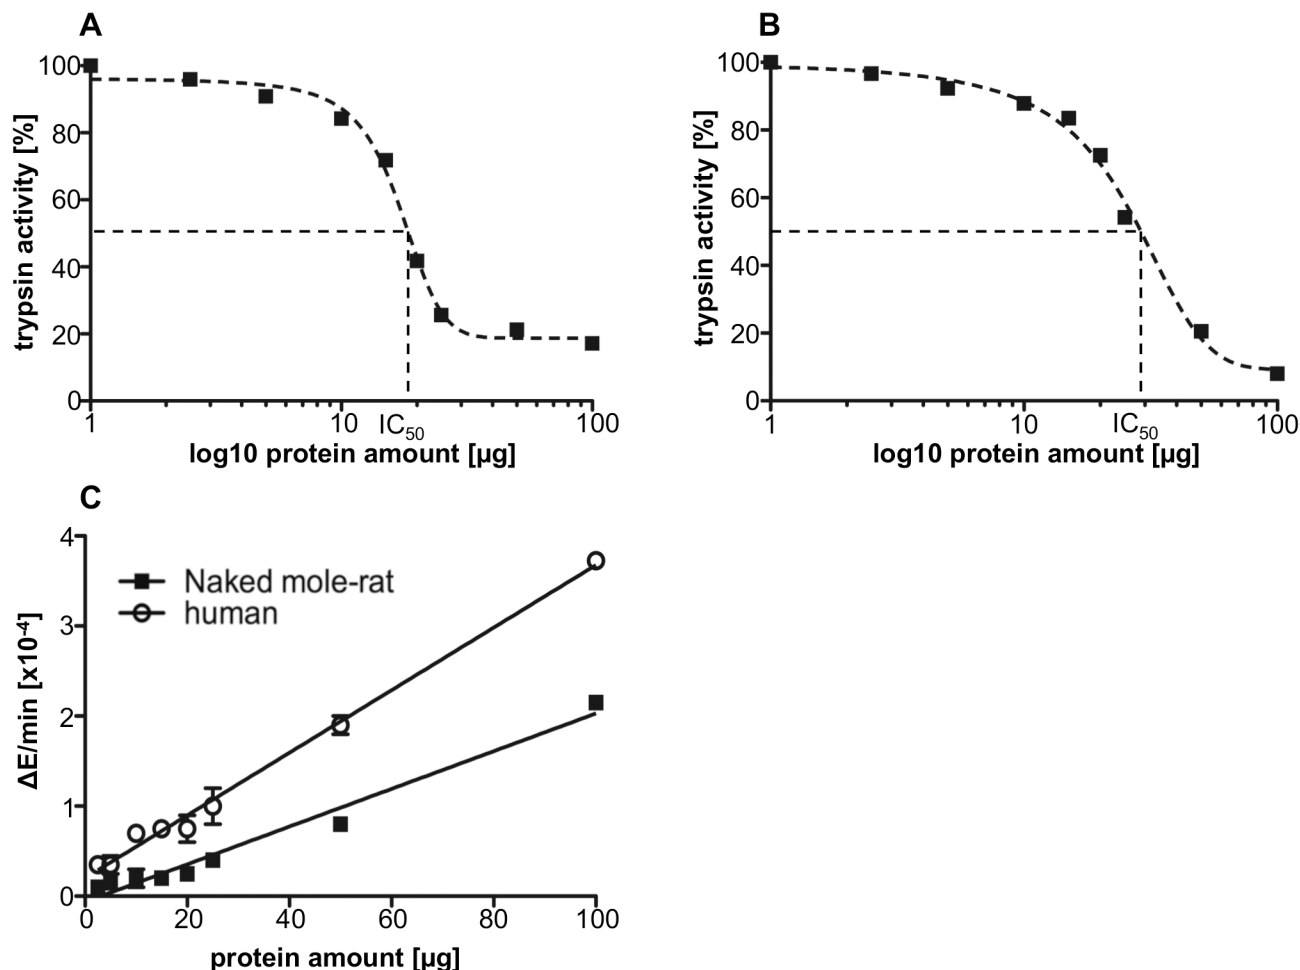 A
trypsin activity [%]
100
80
60
40
20
0
1
10
IC50
100
log10 protein amount [µg]
B
trypsin activity [%]
100
80
60
40
20
0
1
10
IC50
100
log10 protein amount [µg]
C
ΔE/min [x10-4]
4
3
2
1
0
Naked mole-rat
human
0
20
40
60
80
100
protein amount [µg]